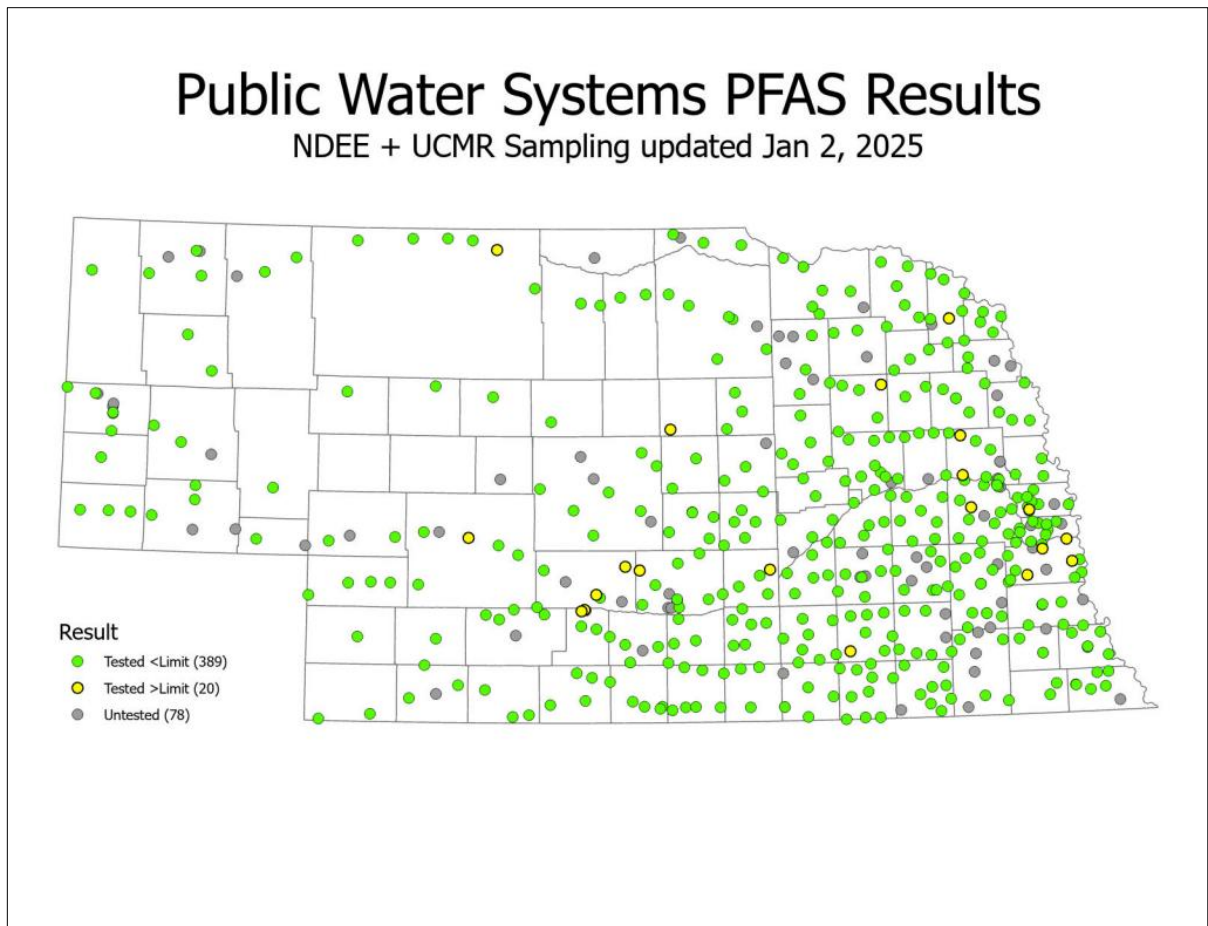 Public Water Systems PFAS Results
NDEE + UCMR Sampling updated Jan 2, 2025
Result
Tested <Limit (389)
Tested >Limit (20)
Untested (78)